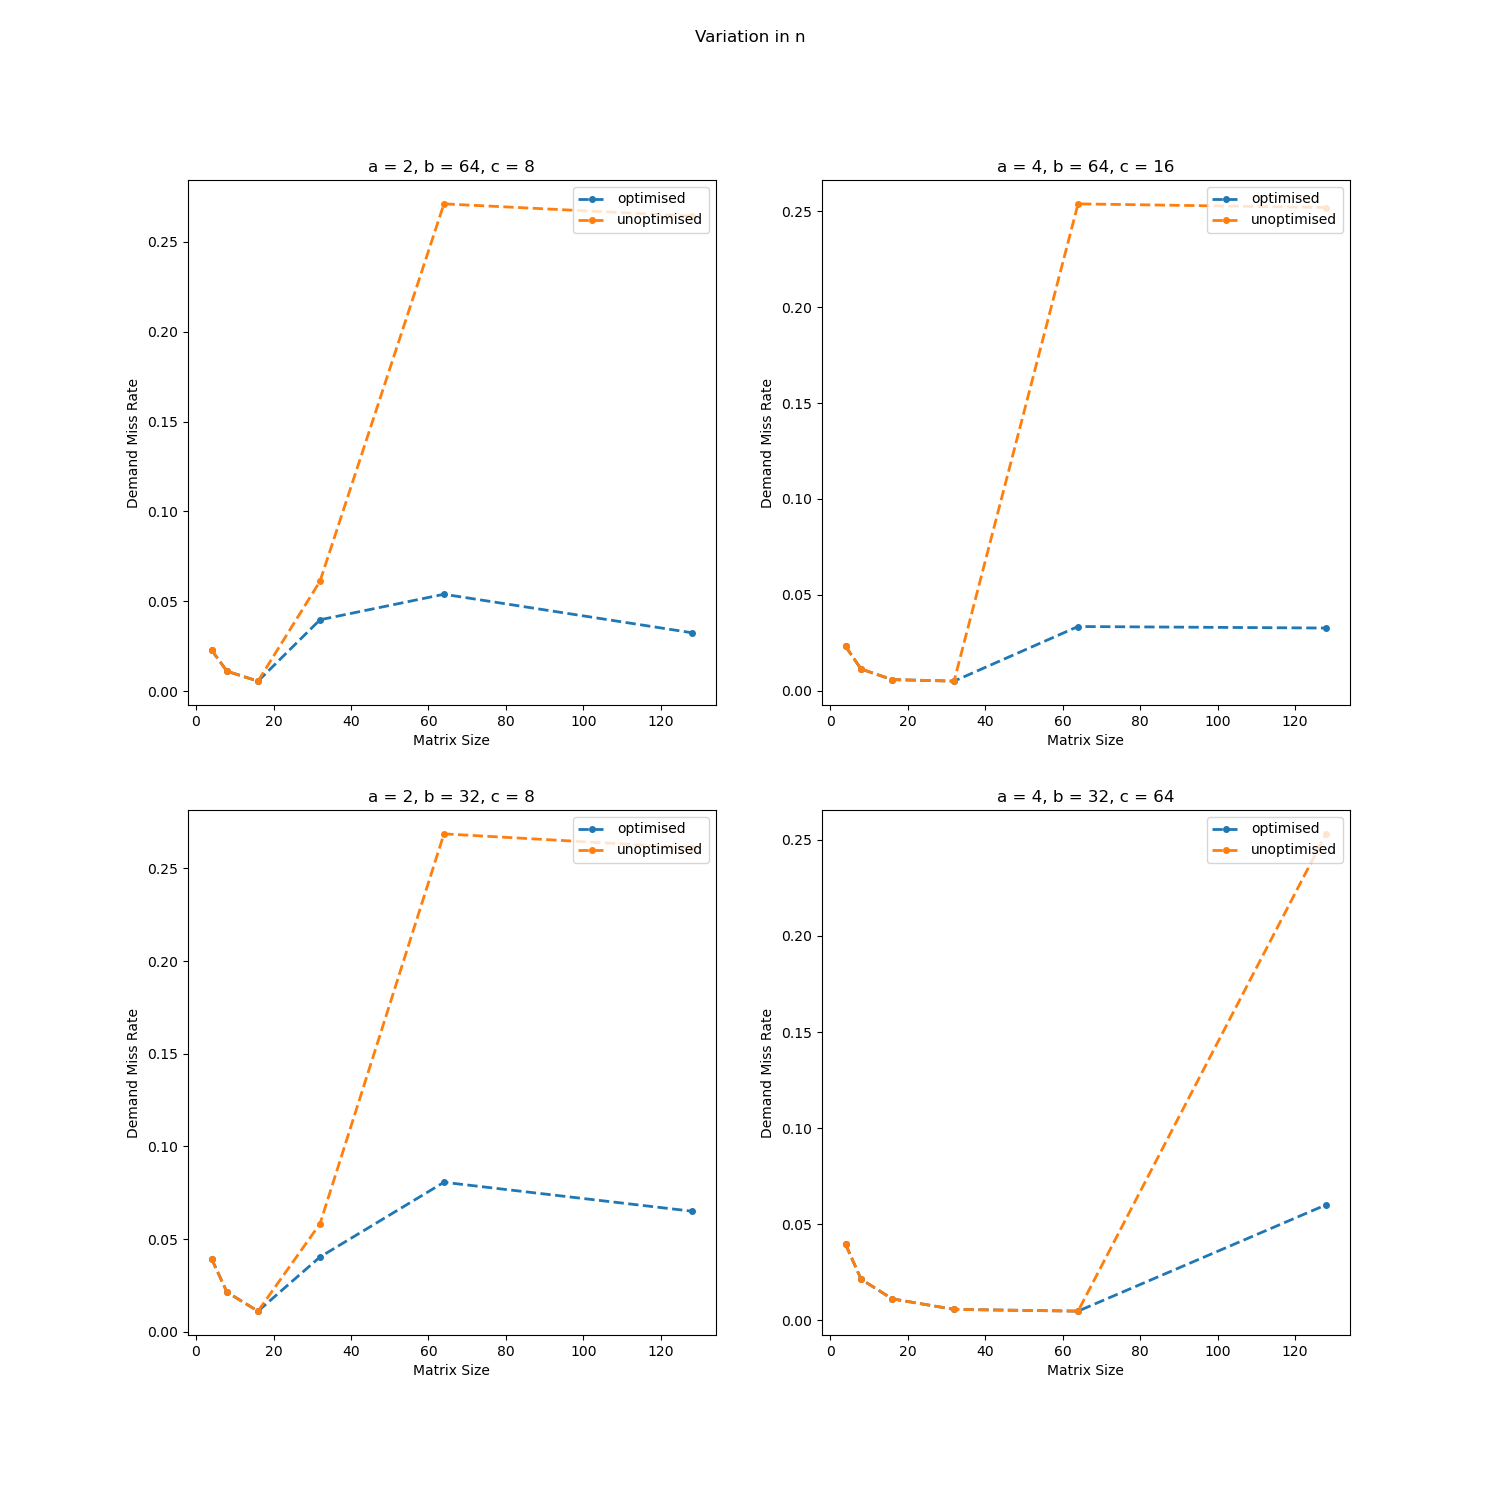 Variation in n
a = 2, b = 64, c = 8
optimised
unoptimised
0.25
0.20
0.15
0.10
0.05
0.00
Demand Miss Rate
0 20 40 60 80 100 120
Matrix Size
a = 4, b = 64, c = 16
optimised
unoptimised
0.25
0.20
0.15
0.10
0.05
0.00
Demand Miss Rate
0 20 40 60 80 100 120
Matrix Size
a = 2, b = 32, c = 8
optimised
unoptimised
0.25
0.20
0.15
0.10
0.05
0.00
Demand Miss Rate
0 20 40 60 80 100 120
Matrix Size
a = 4, b = 32, c = 64
optimised
unoptimised
0.25
0.20
0.15
0.10
0.05
0.00
Demand Miss Rate
0 20 40 60 80 100 120
Matrix Size